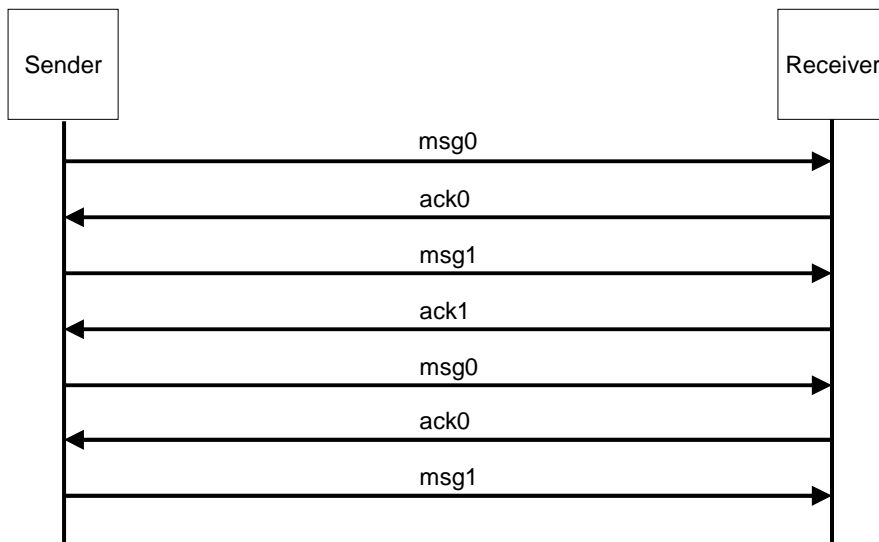 Sender
Receiver
msg0
ack0
msg1
ack1
msg0
ack0
msg1